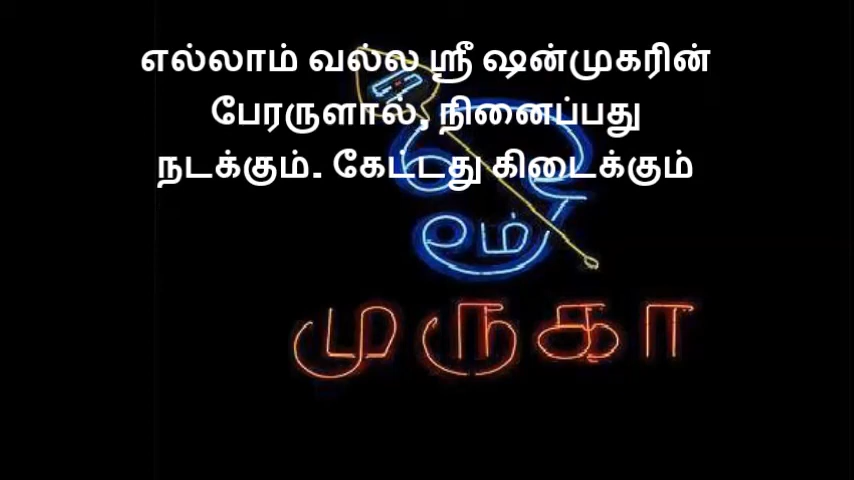 எல்லாம் வல்ல ஸ்ரீ ஷன்முகரின்
பேரருளால், நினைப்பது
நடக்கும். கேட்டது கிடைக்கும்
ஓம்
முருகா